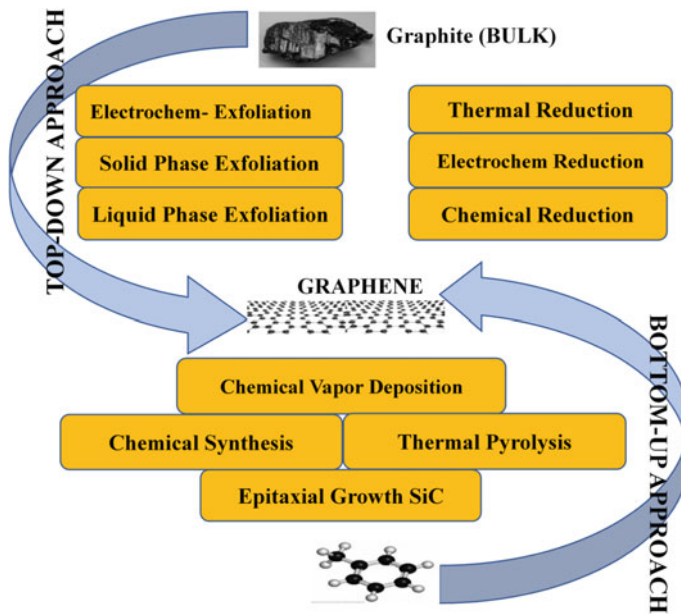 Graphite (BULK)
TOP-DOWN APPROACH
Electrochem- Exfoliation
Solid Phase Exfoliation
Liquid Phase Exfoliation
Thermal Reduction
Electrochem Reduction
Chemical Reduction
GRAPHENE
BOTTOM-UP APPROACH
Chemical Vapor Deposition
Chemical Synthesis
Thermal Pyrolysis
Epitaxial Growth SiC